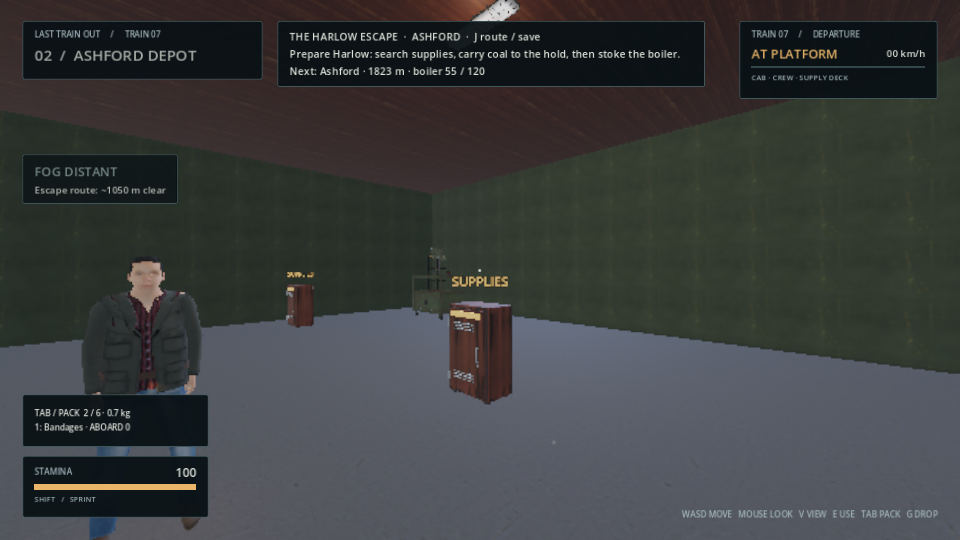 LAST TRAIN OUT / TRAIN 07
02 / ASHFORD DEPOT
THE HARLOW ESCAPE · ASHFORD · J route / save
Prepare Harlow: search supplies, carry coal to the hold, then stoke the boiler.
Next: Ashford · 1823 m · boiler 55 / 120
TRAIN 07 / DEPARTURE
AT PLATFORM 00 km/h
CAB · CREW · SUPPLY DECK
FOG DISTANT
Escape route: ~1050 m clear
SUPPLIES
TAB / PACK 2 / 6 · 0.7 kg
1: Bandages · ABOARD 0
STAMINA 100
SHIFT / SPRINT
WASD MOVE MOUSE LOOK V VIEW E USE TAB PACK G DROP